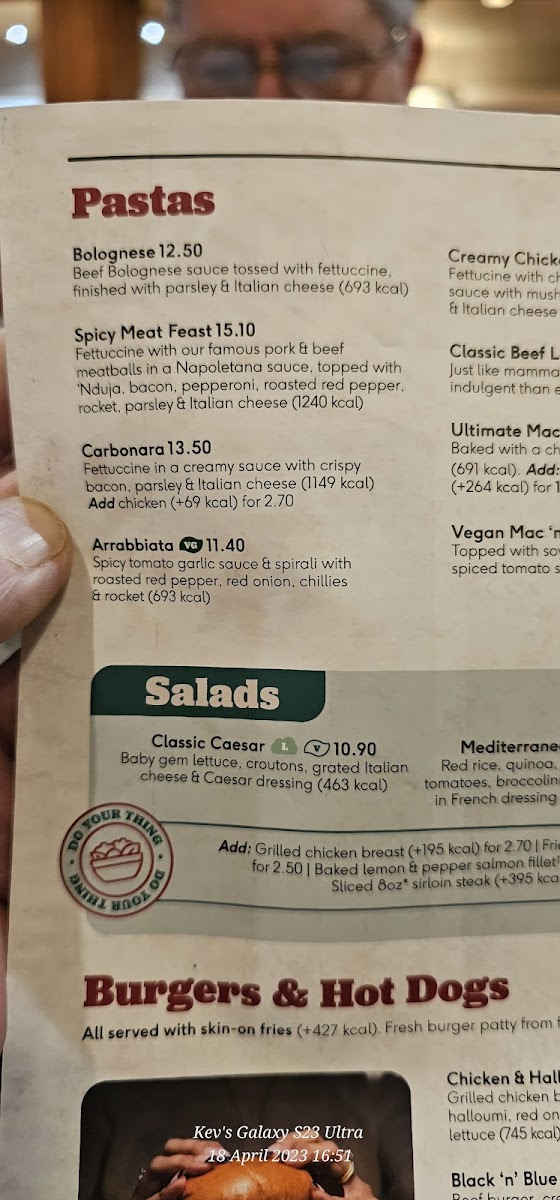 Pastas
Bolognese 12.50
Beef Bolognese sauce tossed with fettuccine,
finished with parsley & Italian cheese (693 kcal)
Spicy Meat Feast 15.10
Fettuccine with our famous pork & beef
meatballs in a Napoletana sauce, topped with
'Nduja, bacon, pepperoni, roasted red pepper,
rocket, parsley & Italian cheese (1240 kcal)
Carbonara 13.50
Fettuccine in a creamy sauce with crispy
bacon, parsley & Italian cheese (1149 kcal)
Add chicken (+69 kcal) for 2.70
Arrabbiata VG 11.40
Spicy tomato garlic sauce & spirali with
roasted red pepper, red onion, chillies
& rocket (693 kcal)
Creamy Chick
Fettucine with ch
sauce with mush
& Italian cheese
Classic Beef L
Just like mamma
indulgent than e
Ultimate Mac
Baked with a ch
(691 kcal). Add:
(+264 kcal) for 1
Vegan Mac 'n
Topped with so
spiced tomato s
Salads
Classic Caesar L V 10.90
Baby gem lettuce, croutons, grated Italian
cheese & Caesar dressing (463 kcal)
Mediterrane
Red rice, quinoa,
tomatoes, broccolin
in French dressing
DO YOUR THING • DO YOUR THING •
Add: Grilled chicken breast (+195 kcal) for 2.70 | Frie
for 2.50 | Baked lemon & pepper salmon fillet
Sliced 8oz* sirloin steak (+395 kca
Burgers & Hot Dogs
All served with skin-on fries (+427 kcal). Fresh burger patty from f
Chicken & Hall
Grilled chicken b
halloumi, red on
lettuce (745 kcal)
Black 'n' Blu
Kev's Galaxy S23 Ultra
18 April 2023 16:51